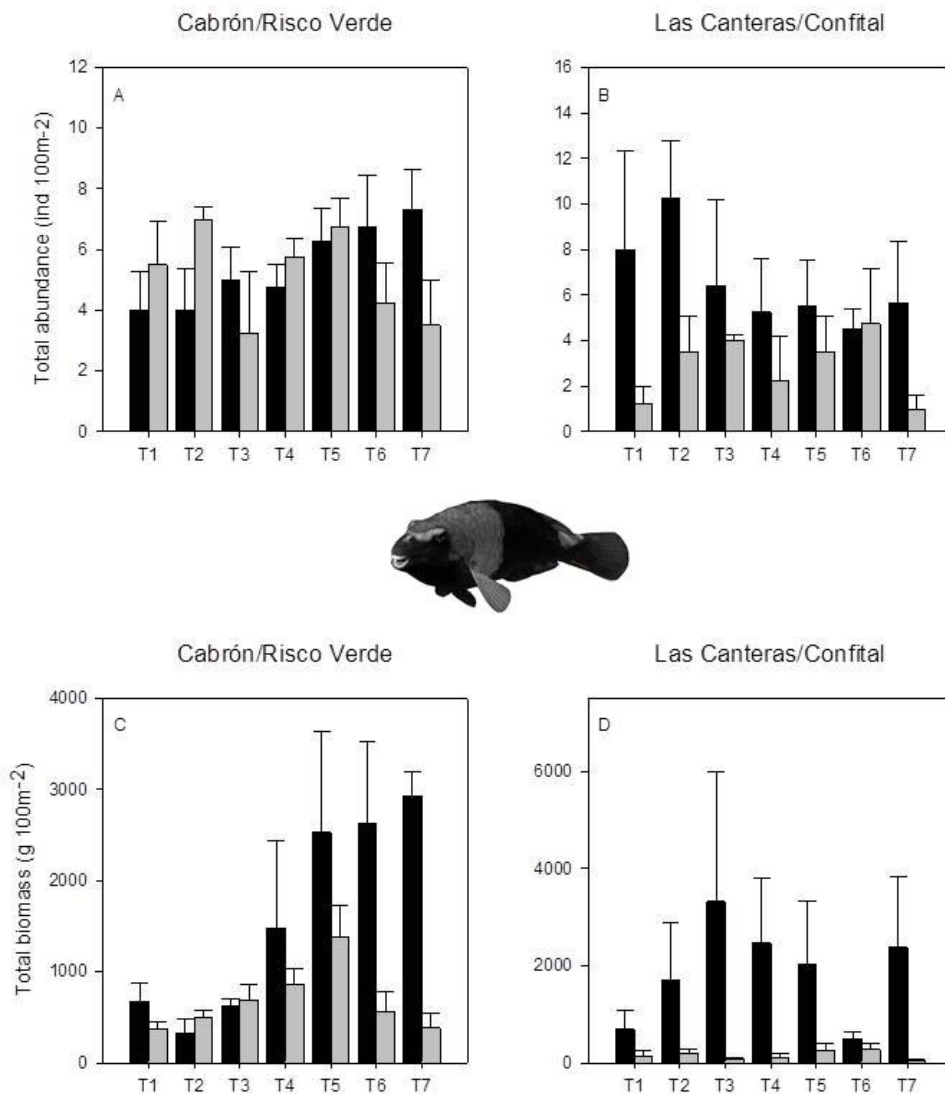 Cabrón/Risco Verde
Las Canteras/Confital
Total abundance (ind 100m-2)
A
12
10
8
6
4
2
0
T1 T2 T3 T4 T5 T6 T7
B
16
14
12
10
8
6
4
2
0
T1 T2 T3 T4 T5 T6 T7
Cabrón/Risco Verde
Las Canteras/Confital
Total biomass (g 100m⁻²)
C
4000
3000
2000
1000
0
T1 T2 T3 T4 T5 T6 T7
D
6000
4000
2000
0
T1 T2 T3 T4 T5 T6 T7